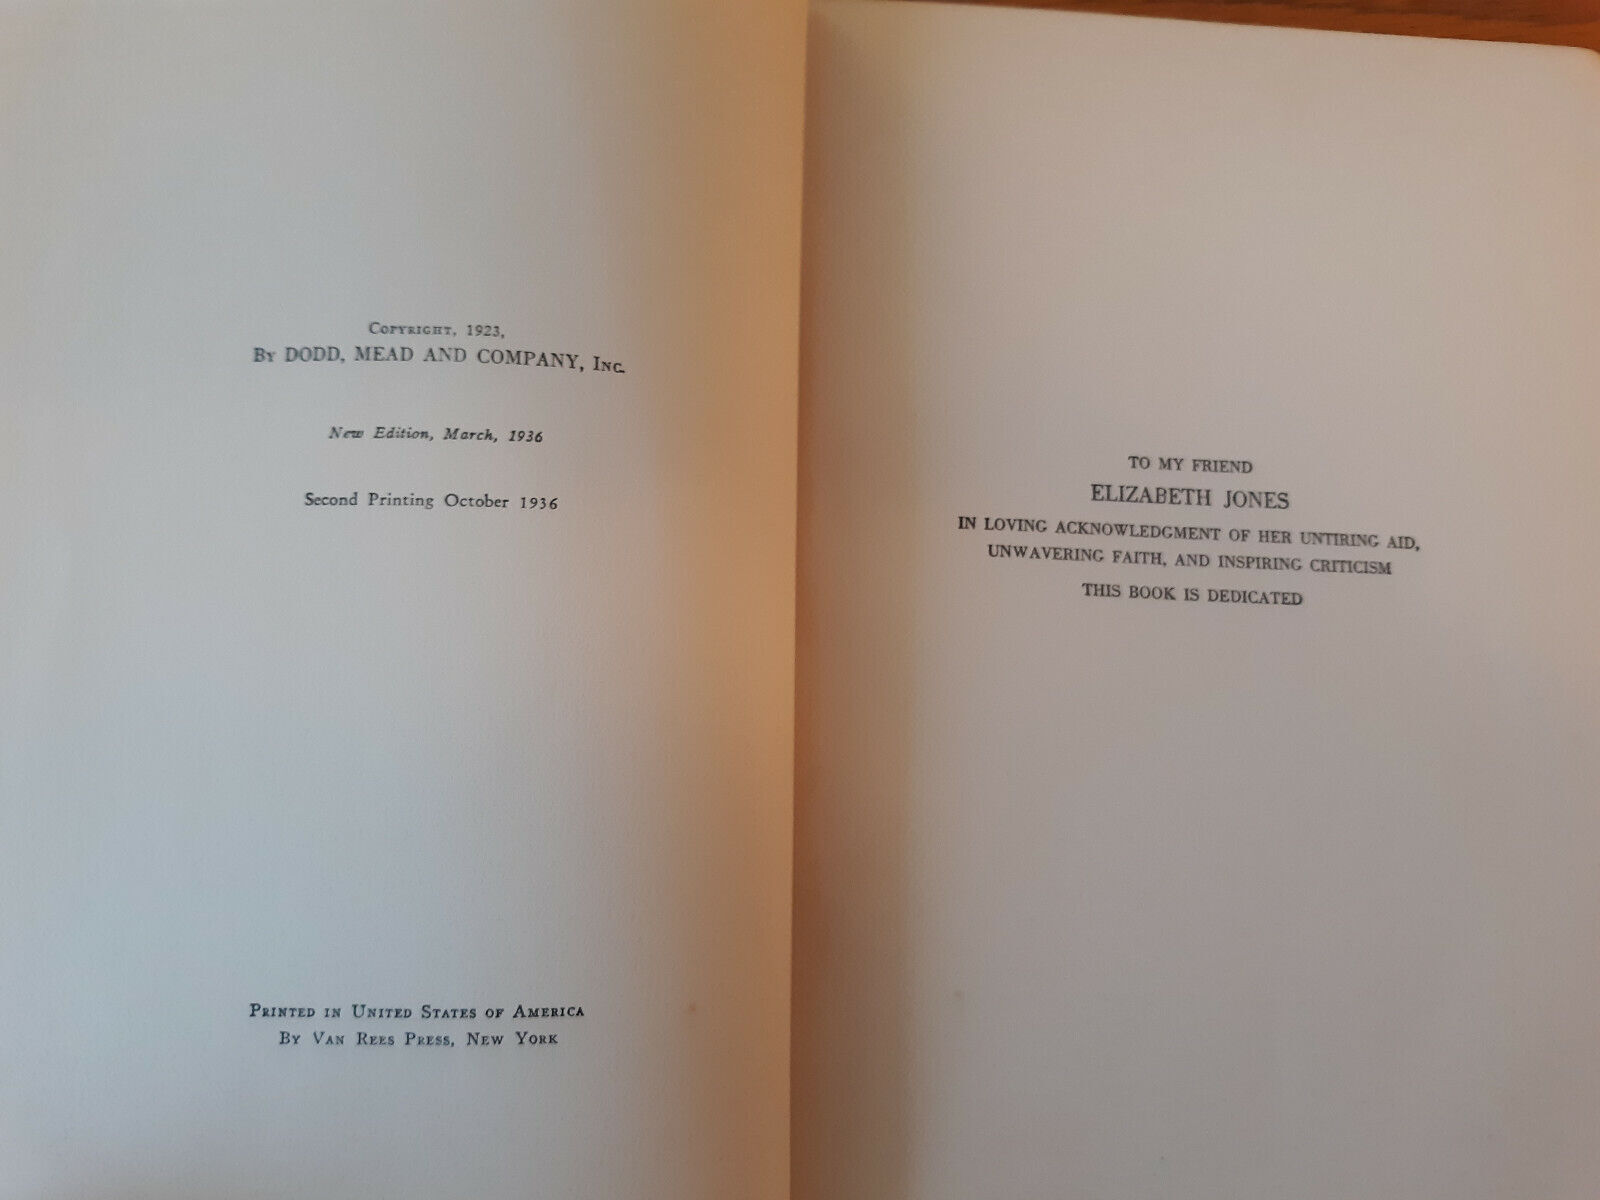 Copyright, 1923,
By DODD, MEAD AND COMPANY, Inc.
New Edition, March, 1936
Second Printing October 1936
Printed in United States of America
By Van Rees Press, New York
TO MY FRIEND
ELIZABETH JONES
IN LOVING ACKNOWLEDGMENT OF HER UNTIRING AID,
UNWAVERING FAITH, AND INSPIRING CRITICISM
THIS BOOK IS DEDICATED